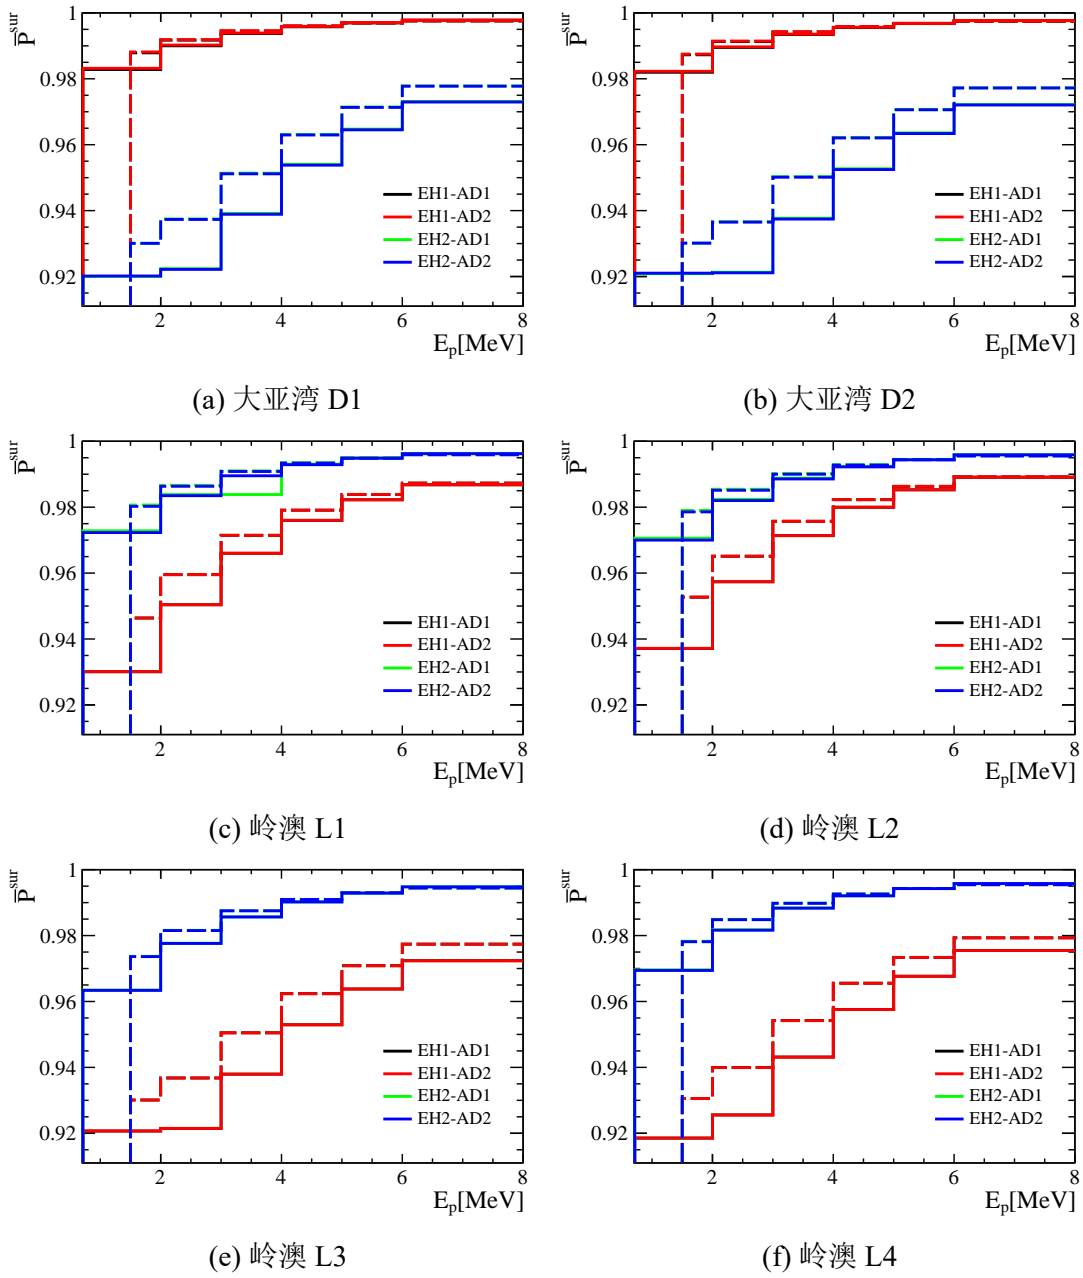 P̅ˢᵘʳ
1
0.98
0.96
0.94
0.92
EH1-AD1
EH1-AD2
EH2-AD1
EH2-AD2
2 4 6 8
Eₚ[MeV]
(a) 大亚湾 D1
P̅ˢᵘʳ
1
0.98
0.96
0.94
0.92
EH1-AD1
EH1-AD2
EH2-AD1
EH2-AD2
2 4 6 8
Eₚ[MeV]
(b) 大亚湾 D2
P̅ˢᵘʳ
1
0.98
0.96
0.94
0.92
EH1-AD1
EH1-AD2
EH2-AD1
EH2-AD2
2 4 6 8
Eₚ[MeV]
(c) 岭澳 L1
P̅ˢᵘʳ
1
0.98
0.96
0.94
0.92
EH1-AD1
EH1-AD2
EH2-AD1
EH2-AD2
2 4 6 8
Eₚ[MeV]
(d) 岭澳 L2
P̅ˢᵘʳ
1
0.98
0.96
0.94
0.92
EH1-AD1
EH1-AD2
EH2-AD1
EH2-AD2
2 4 6 8
Eₚ[MeV]
(e) 岭澳 L3
P̅ˢᵘʳ
1
0.98
0.96
0.94
0.92
EH1-AD1
EH1-AD2
EH2-AD1
EH2-AD2
2 4 6 8
Eₚ[MeV]
(f) 岭澳 L4